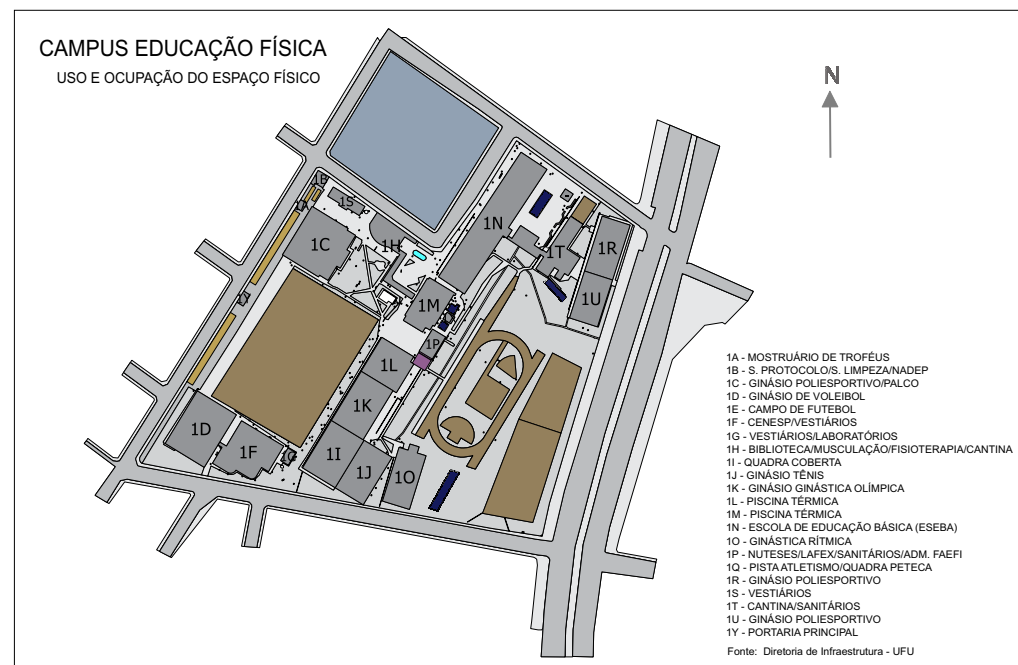 CAMPUS EDUCAÇÃO FÍSICA
USO E OCUPAÇÃO DO ESPAÇO FÍSICO
N
1B
1A
1S
1C
1H
1N
1T
1R
1U
1Y
1M
1P
1L
1K
1D
1F
1G
1I
1J
1O
1A - MOSTRUÁRIO DE TROFÉUS
1B - S. PROTOCOLO/S. LIMPEZA/NADEP
1C - GINÁSIO POLIESPORTIVO/PALCO
1D - GINÁSIO DE VOLEIBOL
1E - CAMPO DE FUTEBOL
1F - CENESP/VESTIÁRIOS
1G - VESTIÁRIOS/LABORATÓRIOS
1H - BIBLIOTECA/MUSCULAÇÃO/FISIOTERAPIA/CANTINA
1I - QUADRA COBERTA
1J - GINÁSIO TÊNIS
1K - GINÁSIO GINÁSTICA OLÍMPICA
1L - PISCINA TÉRMICA
1M - PISCINA TÉRMICA
1N - ESCOLA DE EDUCAÇÃO BÁSICA (ESEBA)
1O - GINÁSTICA RÍTMICA
1P - NUTESES/LAFEX/SANITÁRIOS/ADM. FAEFI
1Q - PISTA ATLETISMO/QUADRA PETECA
1R - GINÁSIO POLIESPORTIVO
1S - VESTIÁRIOS
1T - CANTINA/SANITÁRIOS
1U - GINÁSIO POLIESPORTIVO
1Y - PORTARIA PRINCIPAL
Fonte: Diretoria de Infraestrutura - UFU